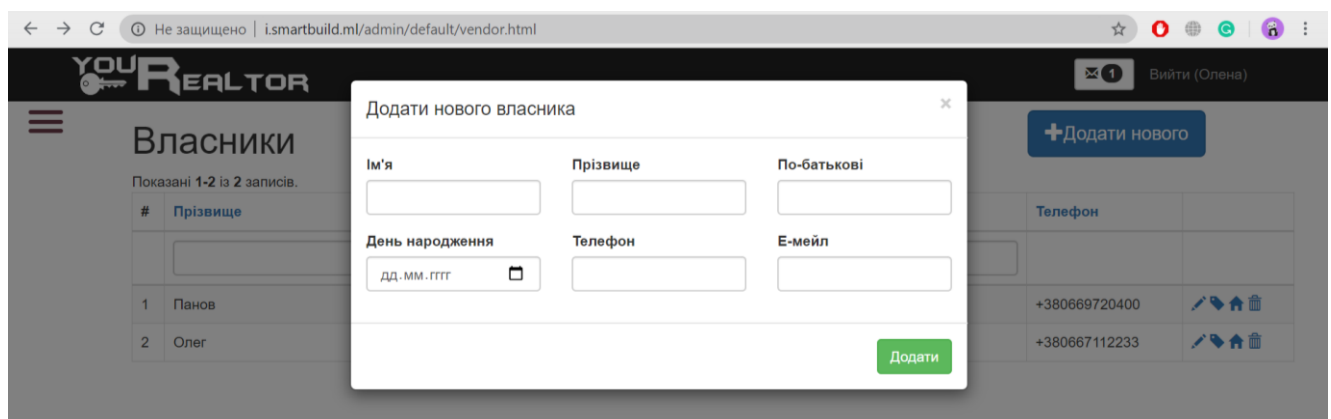 Не защищено | i.smartbuild.ml/admin/default/vendor.html
YOUREALTOR
1 Вийти (Олена)
Додати нового власника ×
Власники
Додати нового
Ім'я Прізвище По-батькові
Показані 1-2 із 2 записів.
# Прізвище Телефон
День народження Телефон Е-мейл
дд.мм.гггг
1 Панов +380669720400
2 Олег +380667112233
Додати